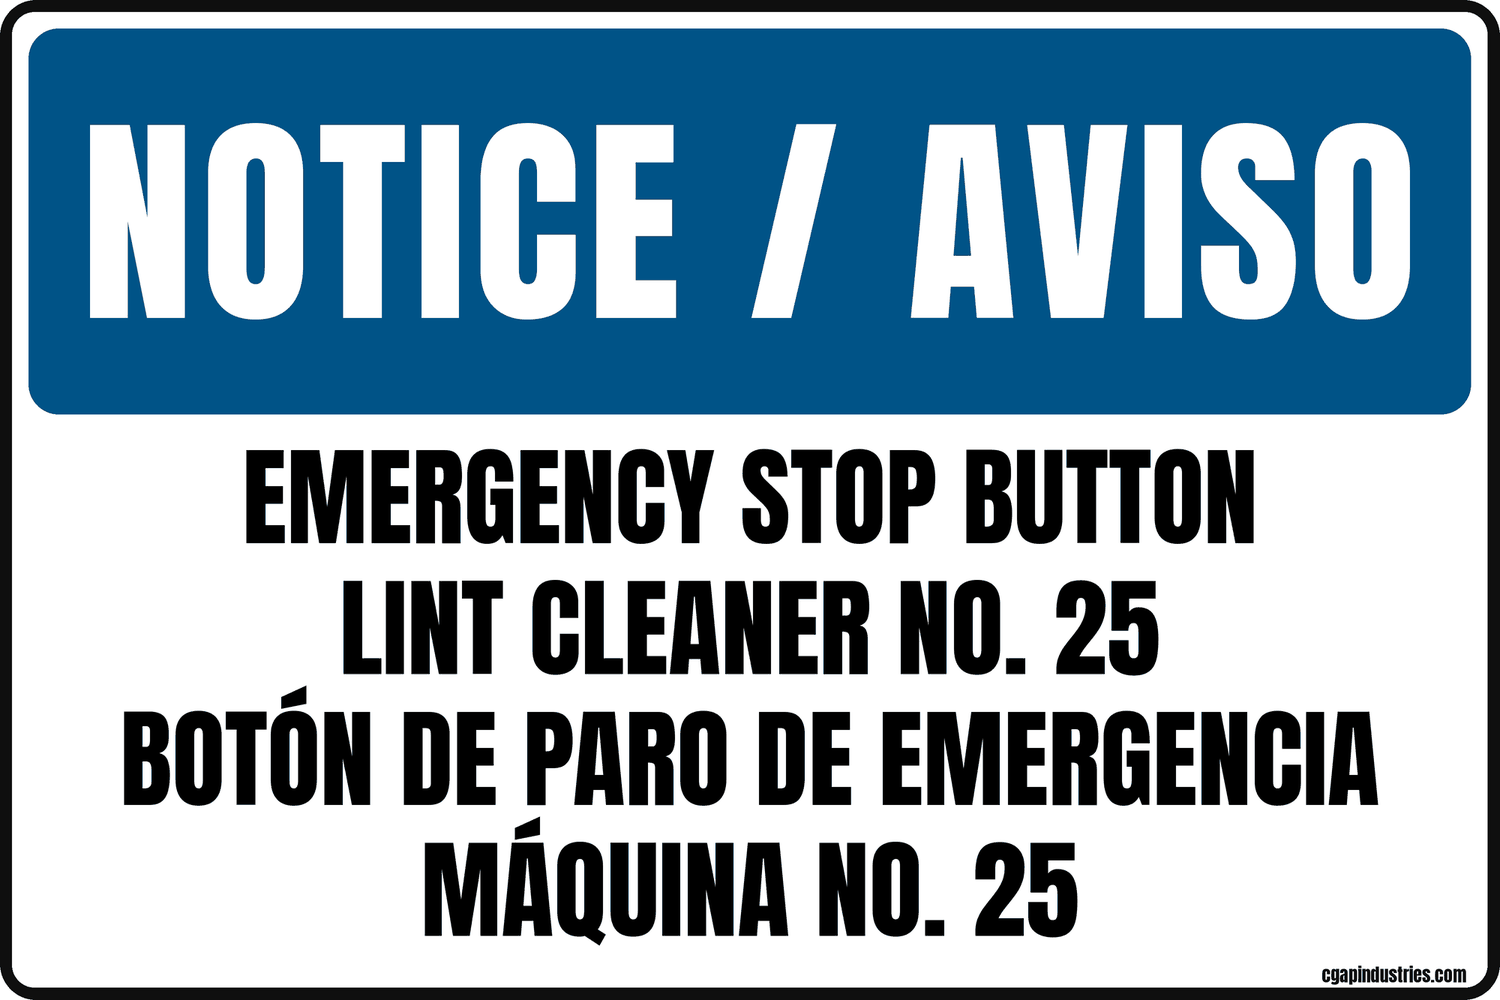 NOTICE / AVISO
EMERGENCY STOP BUTTON
LINT CLEANER NO. 25
BOTÓN DE PARO DE EMERGENCIA
MÁQUINA NO. 25
cgapindustries.com